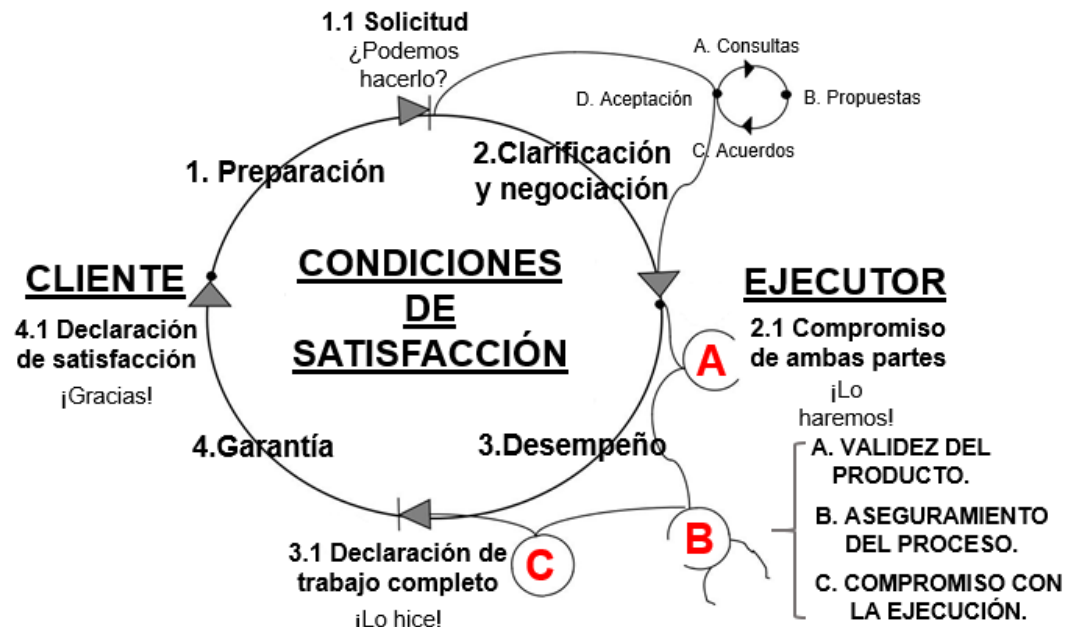 1.1 Solicitud
¿Podemos
hacerlo?
A. Consultas
D. Aceptación
B. Propuestas
C. Acuerdos
1. Preparación
2.Clarificación
y negociación
CLIENTE
4.1 Declaración
de satisfacción
¡Gracias!
CONDICIONES
DE
SATISFACCIÓN
EJECUTOR
2.1 Compromiso
de ambas partes
¡Lo
haremos!
A
4.Garantía
3.Desempeño
B
C
3.1 Declaración de
trabajo completo
¡Lo hice!
A. VALIDEZ DEL
PRODUCTO.
B. ASEGURAMIENTO
DEL PROCESO.
C. COMPROMISO CON
LA EJECUCIÓN.